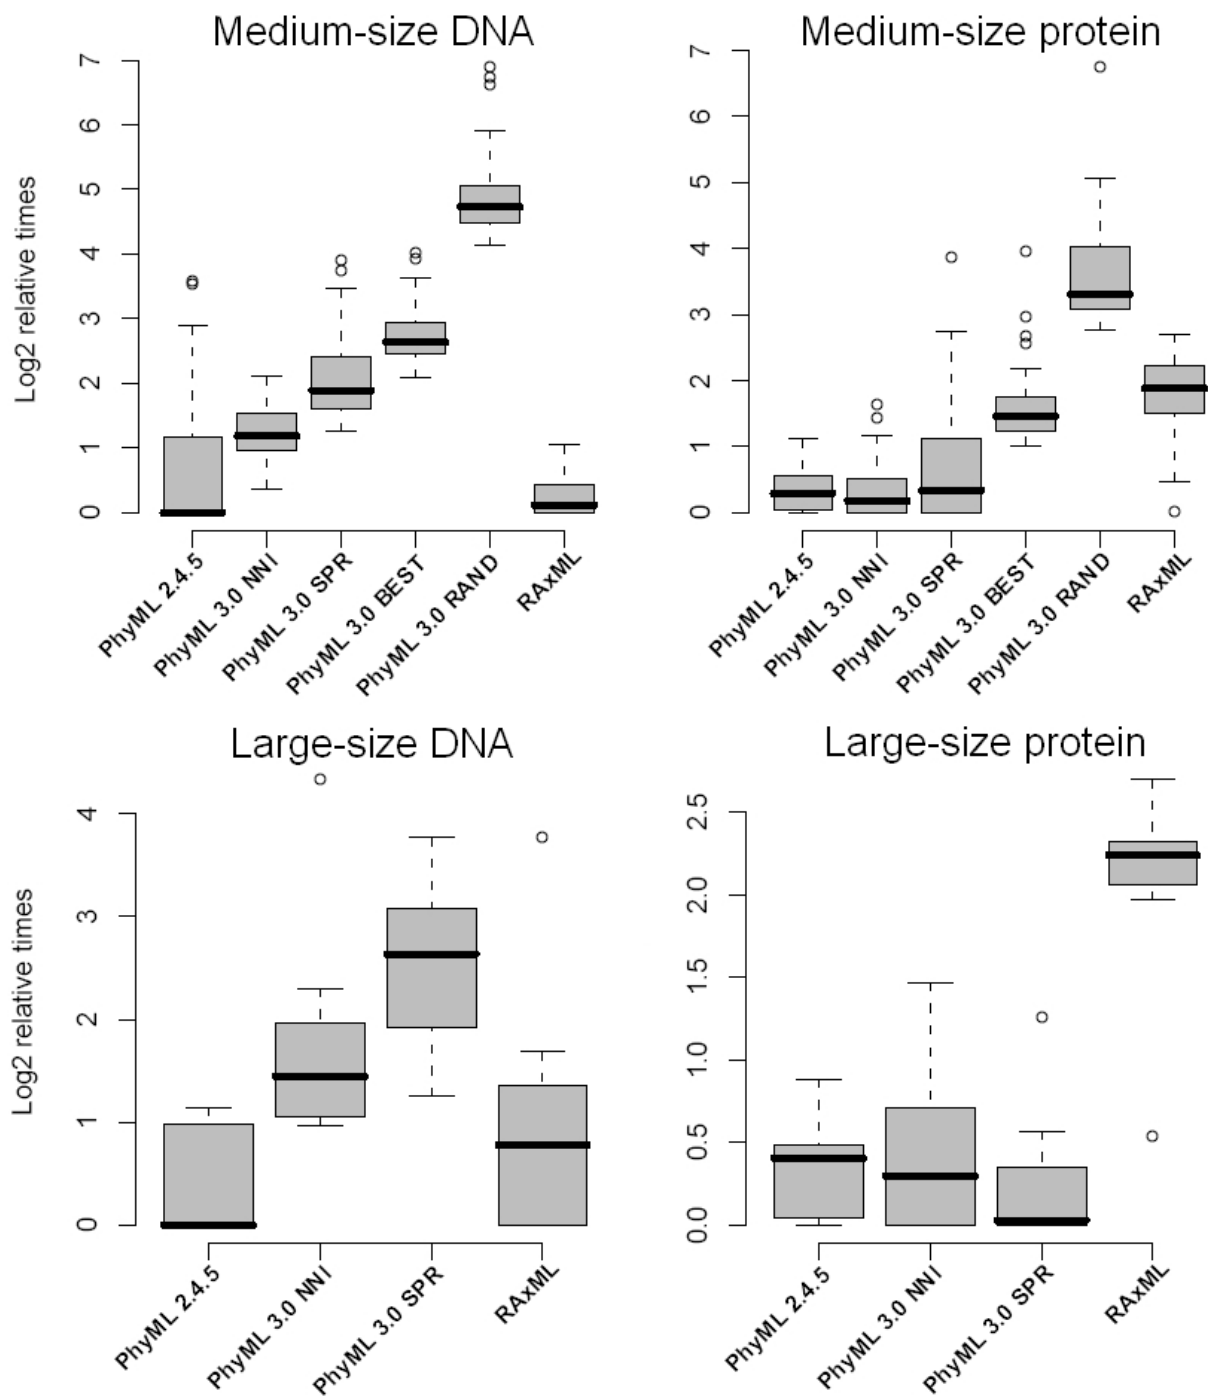 Medium-size DNA
Log2 relative times
7
6
5
4
3
2
1
0
PhyML 2.4.5
PhyML 3.0 NNI
PhyML 3.0 SPR
PhyML 3.0 BEST
PhyML 3.0 RAND
RAxML
Medium-size protein
7
6
5
4
3
2
1
0
PhyML 2.4.5
PhyML 3.0 NNI
PhyML 3.0 SPR
PhyML 3.0 BEST
PhyML 3.0 RAND
RAxML
Large-size DNA
Log2 relative times
4
3
2
1
0
PhyML 2.4.5
PhyML 3.0 NNI
PhyML 3.0 SPR
RAxML
Large-size protein
2.5
2.0
1.5
1.0
0.5
0.0
PhyML 2.4.5
PhyML 3.0 NNI
PhyML 3.0 SPR
RAxML